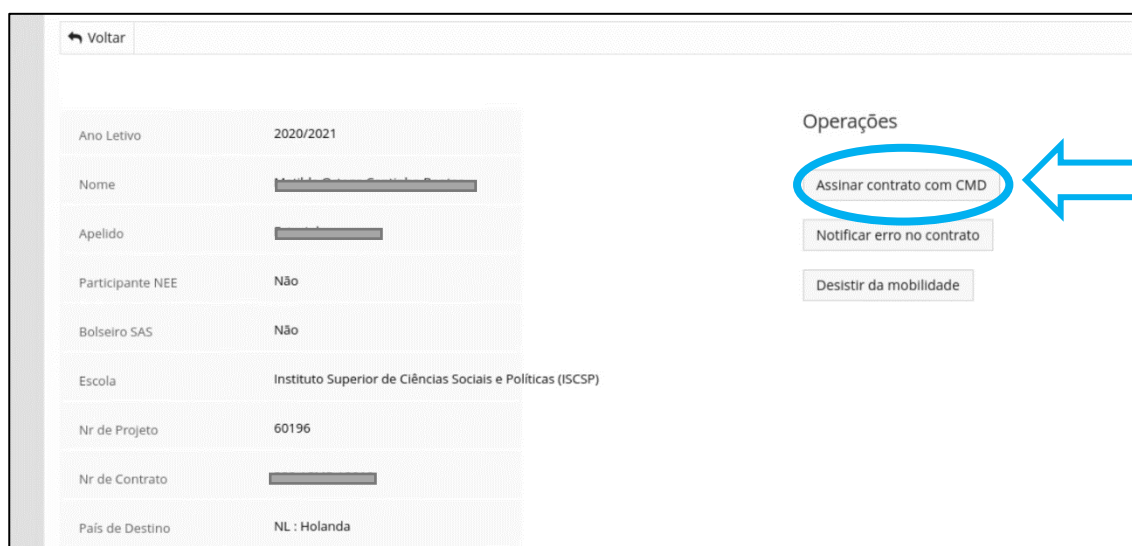 Voltar
Ano Letivo 2020/2021
Nome
Apelido
Participante NEE Não
Bolseiro SAS Não
Escola Instituto Superior de Ciências Sociais e Políticas (ISCSP)
Nr de Projeto 60196
Nr de Contrato
País de Destino NL : Holanda
Operações
Assinar contrato com CMD
Notificar erro no contrato
Desistir da mobilidade